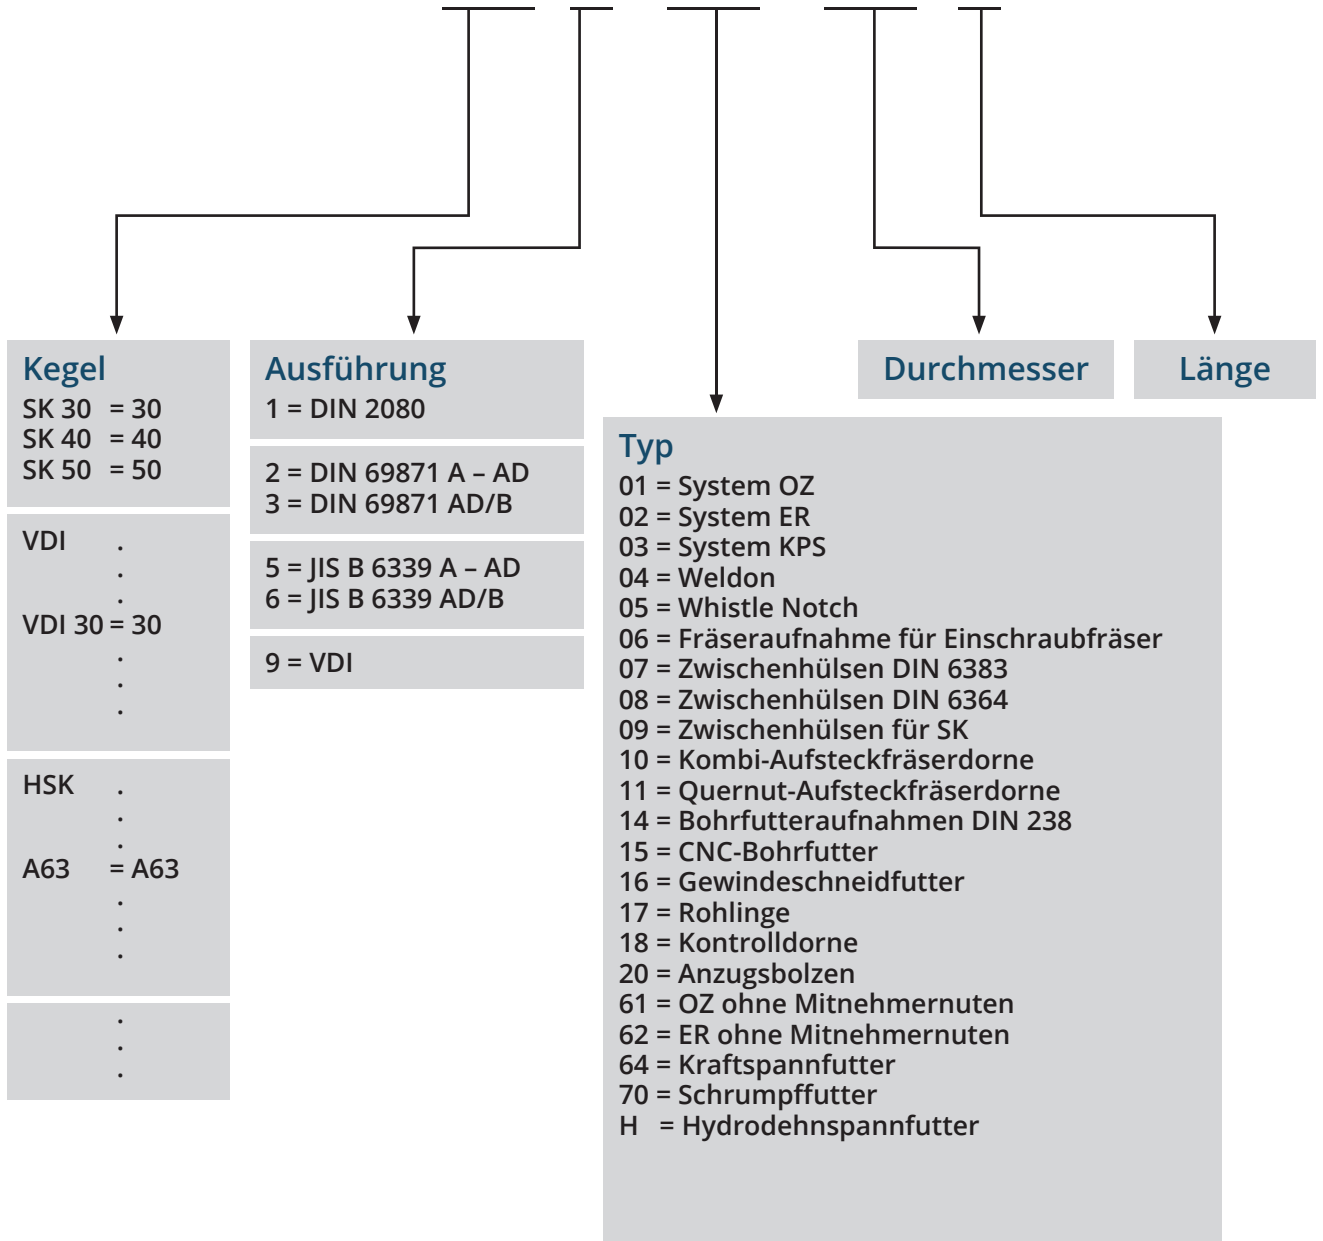 Kegel
SK 30 = 30
SK 40 = 40
SK 50 = 50
VDI .
.
.
VDI 30 = 30
.
.
.
HSK .
.
.
A63 = A63
.
.
.
.
.
.
Ausführung
1 = DIN 2080
2 = DIN 69871 A – AD
3 = DIN 69871 AD/B
5 = JIS B 6339 A – AD
6 = JIS B 6339 AD/B
9 = VDI
Typ
01 = System OZ
02 = System ER
03 = System KPS
04 = Weldon
05 = Whistle Notch
06 = Fräseraufnahme für Einschraubfräser
07 = Zwischenhülsen DIN 6383
08 = Zwischenhülsen DIN 6364
09 = Zwischenhülsen für SK
10 = Kombi-Aufsteckfräserdorne
11 = Quernut-Aufsteckfräserdorne
14 = Bohrfutteraufnahmen DIN 238
15 = CNC-Bohrfutter
16 = Gewindeschneidfutter
17 = Rohlinge
18 = Kontrolldorne
20 = Anzugsbolzen
61 = OZ ohne Mitnehmernuten
62 = ER ohne Mitnehmernuten
64 = Kraftspannfutter
70 = Schrumpffutter
H = Hydrodehnspannfutter
Durchmesser
Länge